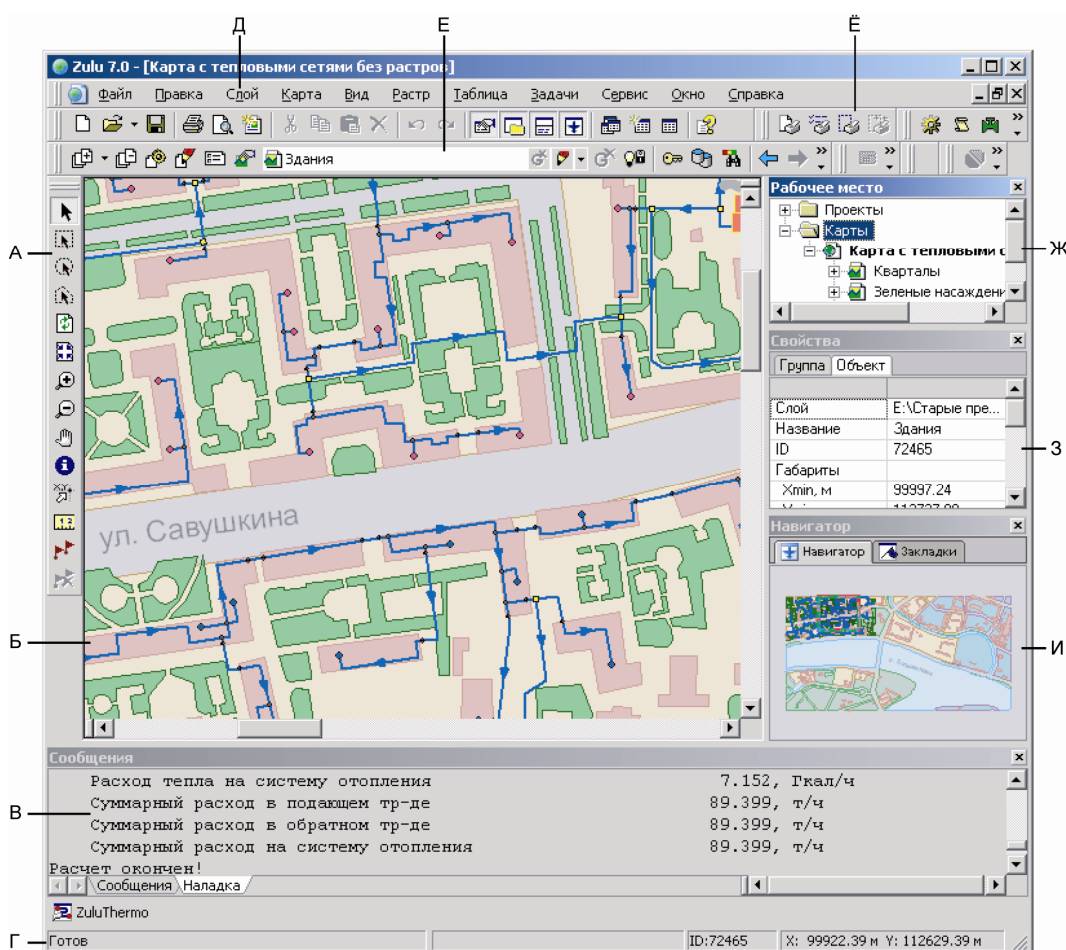 Д Е Ё
Zulu 7.0 - [Карта с тепловыми сетями без растров]
Файл Правка Слой Карта Вид Растр Таблица Задачи Сервис Окно Справка
Здания
А
Рабочее место
Проекты
Карты
Карта с тепловыми с
Кварталы
Зеленые насаждени
Ж
Свойства
Группа Объект
Слой E:\Старые пре...
Название Здания
ID 72465
Габариты
Xmin, м 99997.24
З
Навигатор
Навигатор Закладки
И
ул. Савушкина
Б
Сообщения
Расход тепла на систему отопления 7.152, Гкал/ч
Суммарный расход в подающем тр-де 89.399, т/ч
Суммарный расход в обратном тр-де 89.399, т/ч
Суммарный расход на систему отопления 89.399, т/ч
Расчет окончен!
В
Сообщения Наладка
ZuluThermo
Г
Готов ID:72465 X: 99922.39 м Y: 112629.39 м